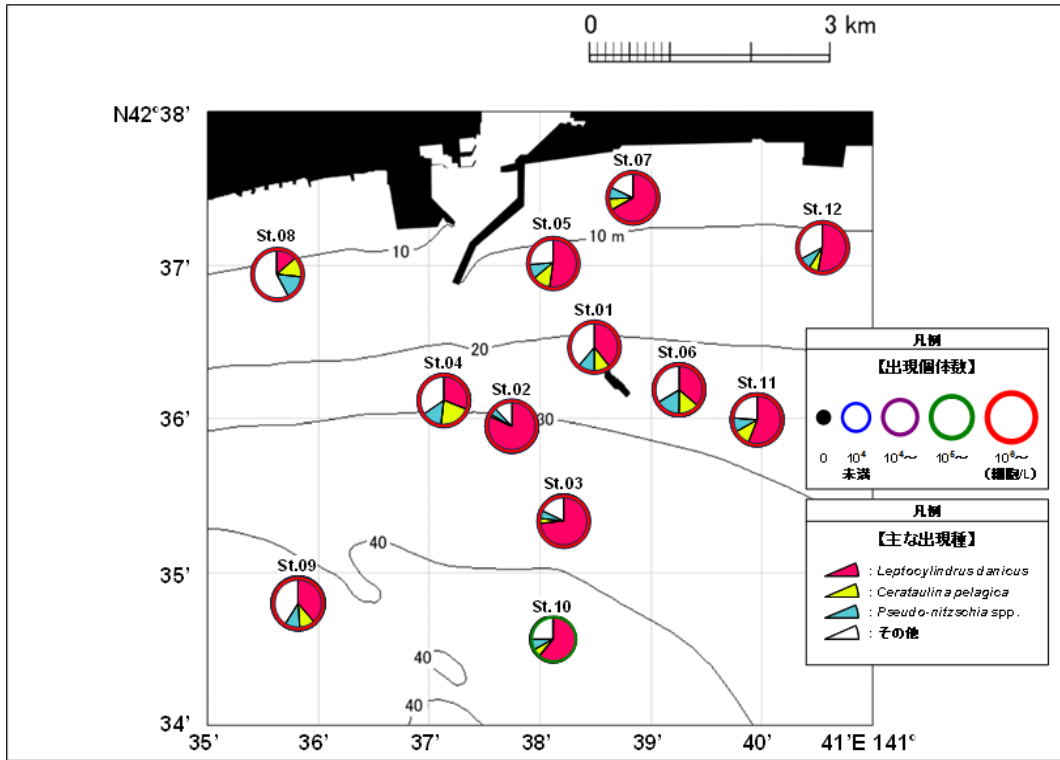 0 3 km
N42°38’
St.07
St.12
St.05
10 m
St.08
10
37’
St.01
20
St.06
St.04
St.02
St.11
36’
30
St.03
40
35’
St.09
St.10
40
40
34’
35’ 36’ 37’ 38’ 39’ 40’ 41’E 141°
凡例
【出現個体数】
0 10⁴ 10⁴～ 10⁵～ 10⁶～
未満 (細胞/L)
凡例
【主な出現種】
: Leptocylindrus danicus
: Cerataulina pelagica
: Pseudo-nitzschia spp.
: その他